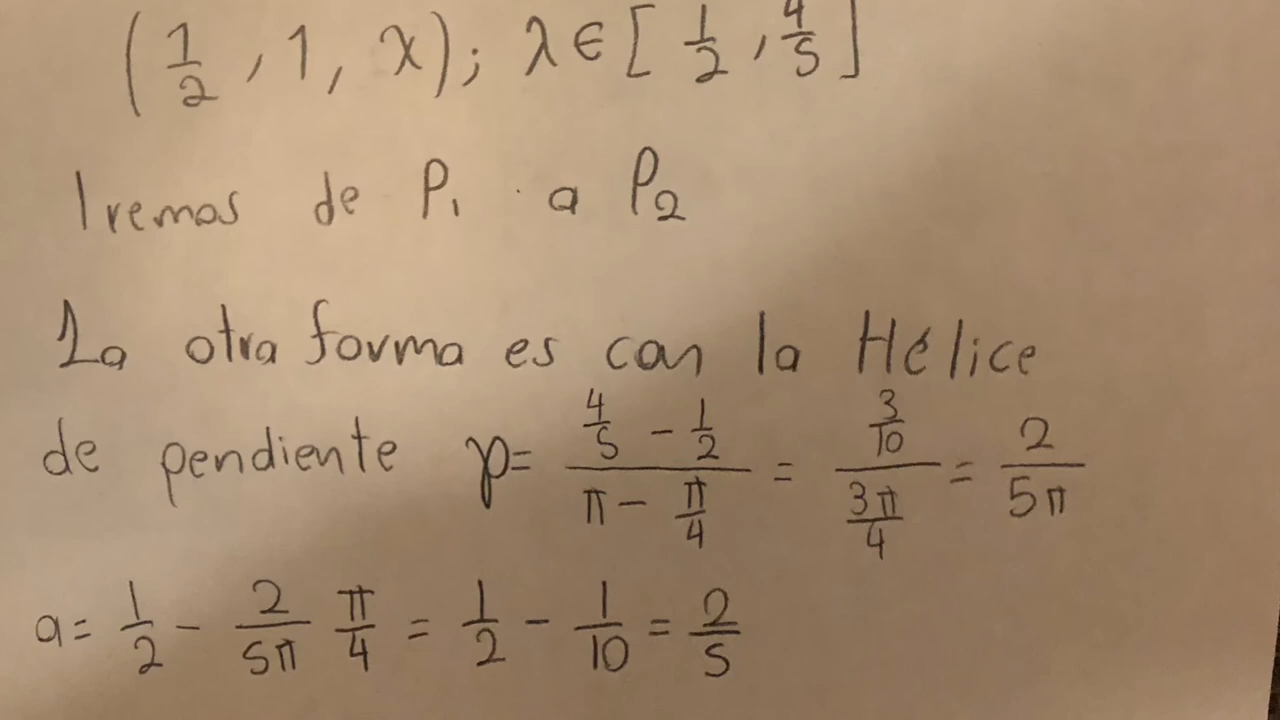 (1/2, 1, λ); λ∈[1/2, 4/5]
Iremos de P₁ a P₂
La otra forma es con la Hélice
de pendiente p= (4/5 - 1/2)/(π - π/4) = (3/10)/(3π/4) = 2/5π
a= 1/2 - 2/5π π/4 = 1/2 - 1/10 = 2/5